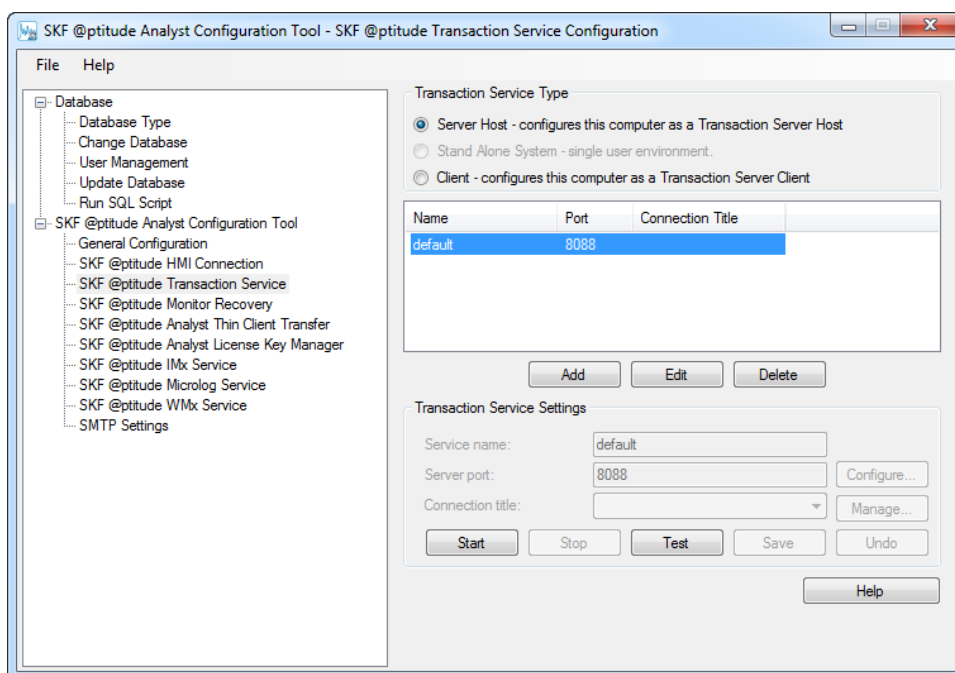 SKF @ptitude Analyst Configuration Tool - SKF @ptitude Transaction Service Configuration
File Help
Database
Database Type
Change Database
User Management
Update Database
Run SQL Script
SKF @ptitude Analyst Configuration Tool
General Configuration
SKF @ptitude HMI Connection
SKF @ptitude Transaction Service
SKF @ptitude Monitor Recovery
SKF @ptitude Analyst Thin Client Transfer
SKF @ptitude Analyst License Key Manager
SKF @ptitude IMx Service
SKF @ptitude Microlog Service
SKF @ptitude WMx Service
SMTP Settings
Transaction Service Type
Server Host - configures this computer as a Transaction Server Host
Stand Alone System - single user environment.
Client - configures this computer as a Transaction Server Client
Name Port Connection Title
default 8088
Add Edit Delete
Transaction Service Settings
Service name: default
Server port: 8088 Configure...
Connection title: Manage...
Start Stop Test Save Undo
Help